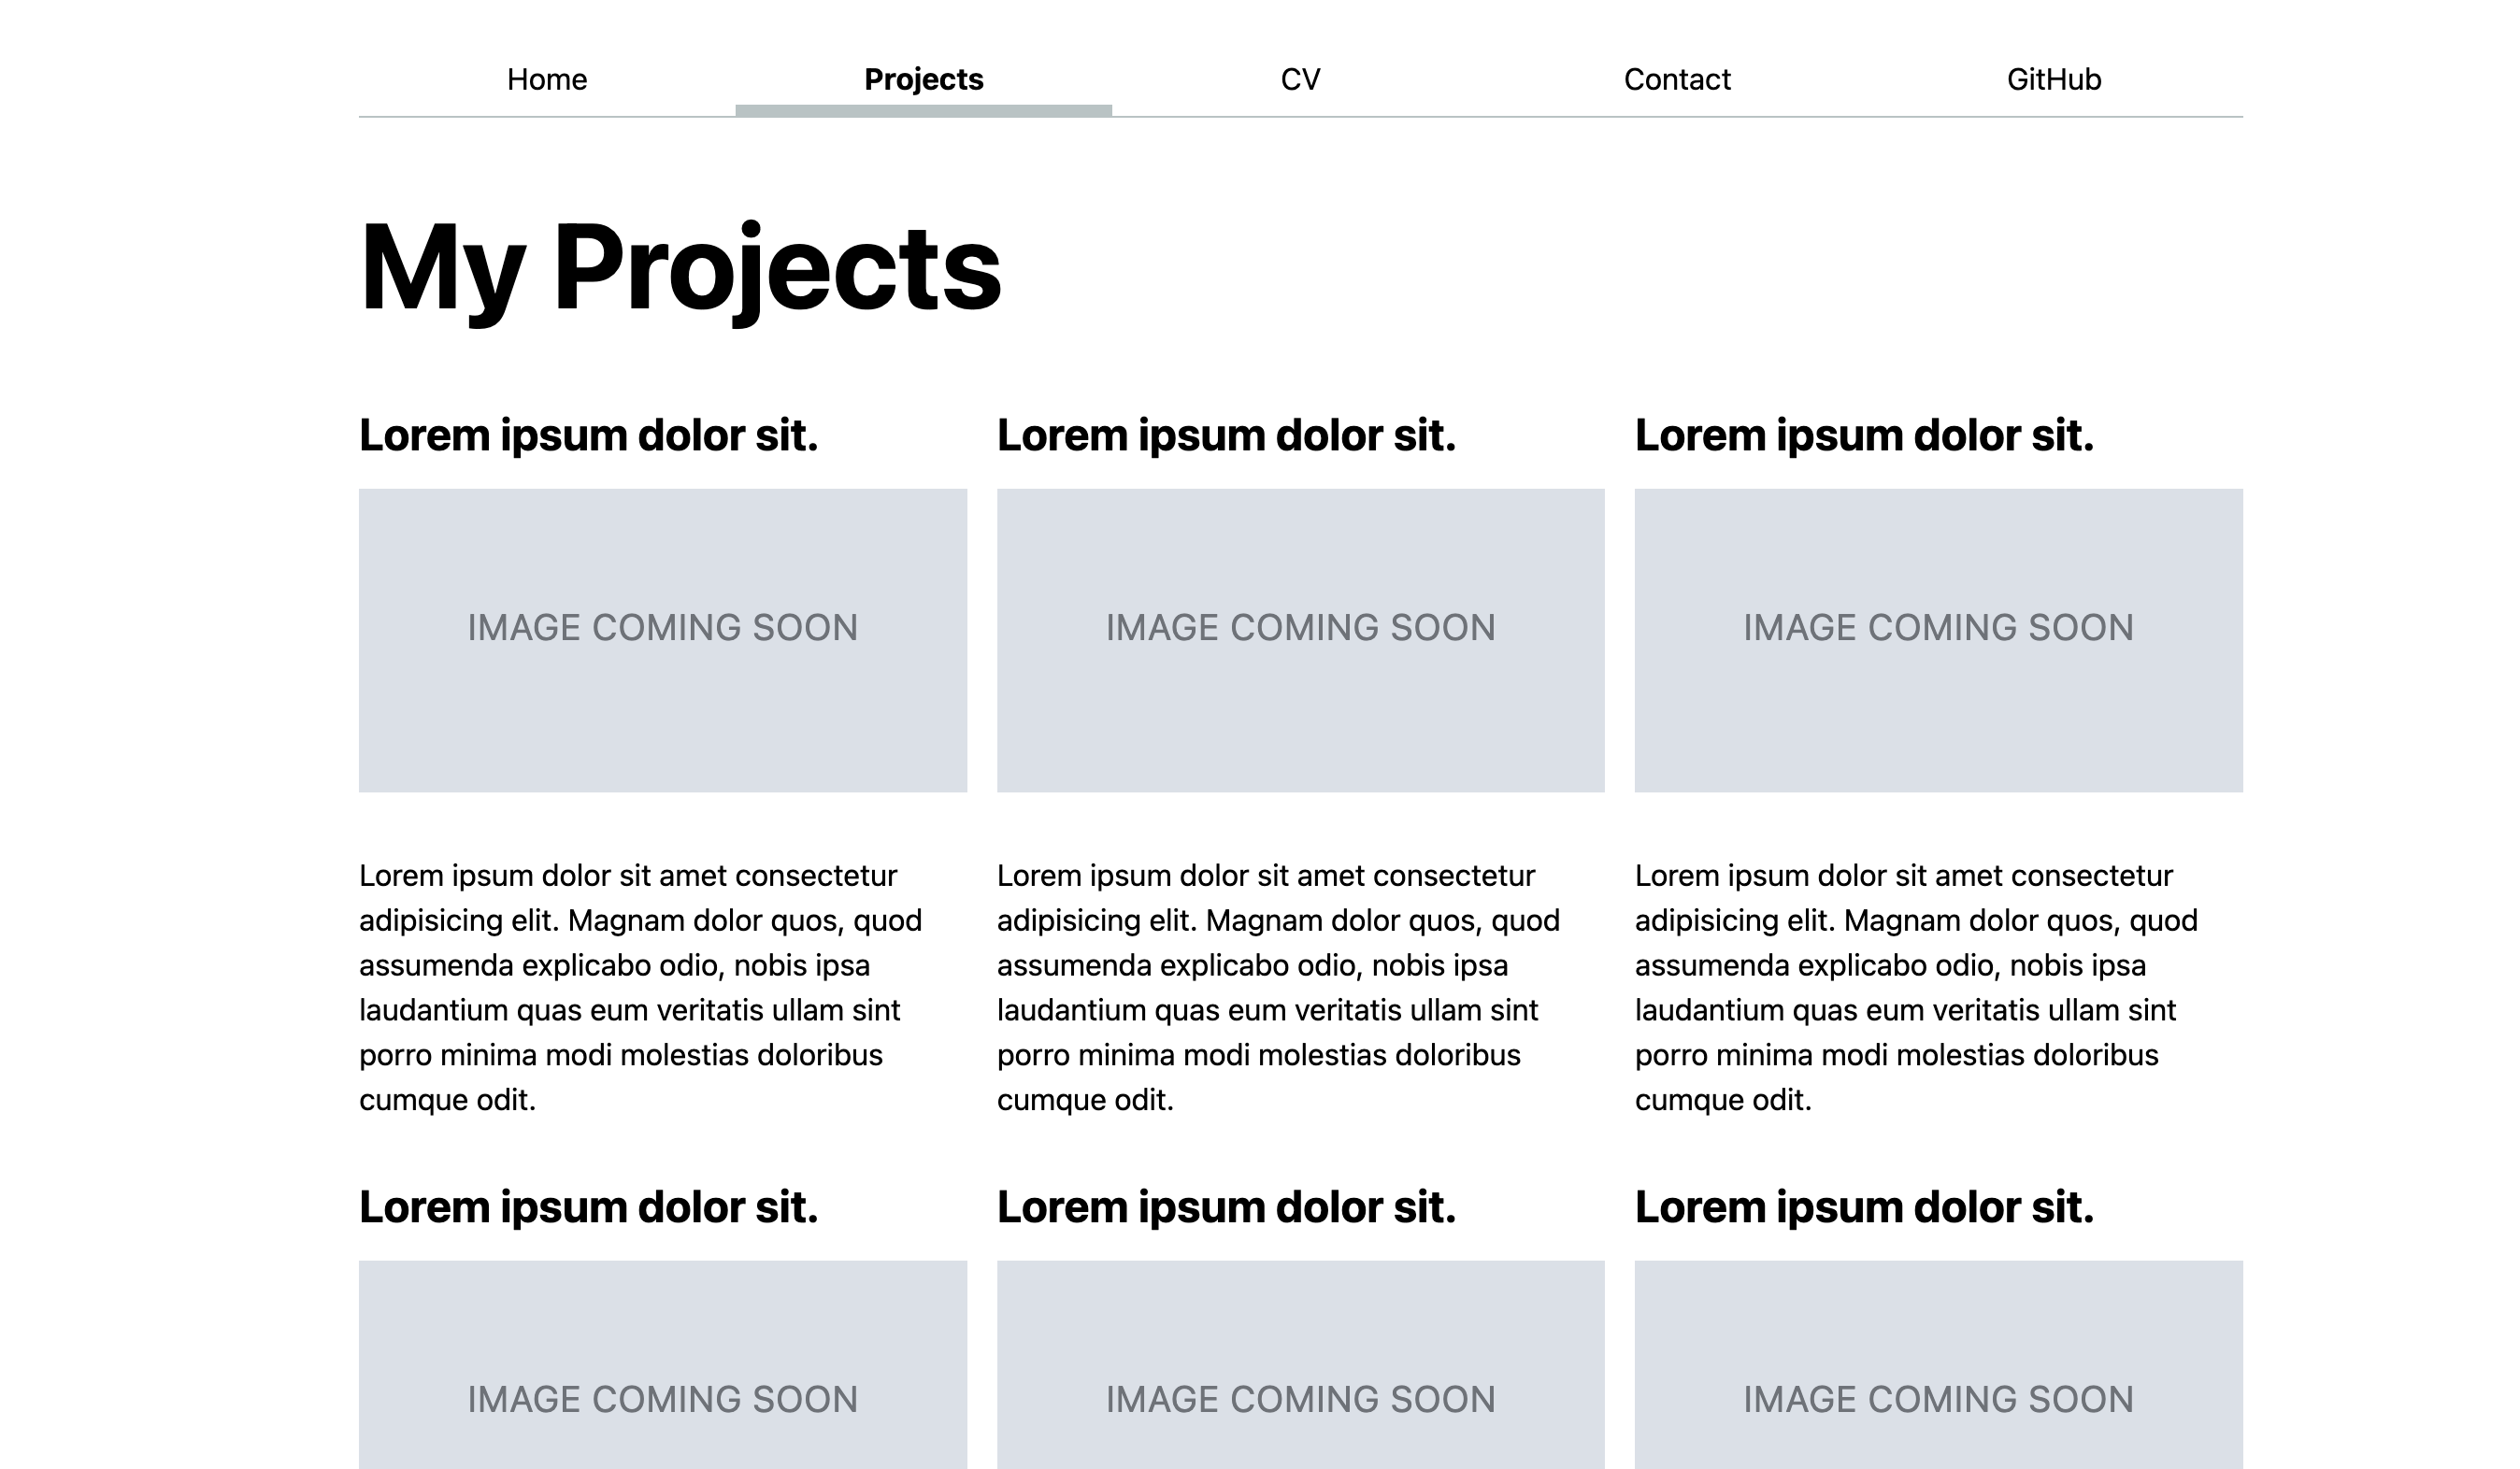 Home Projects CV Contact GitHub
My Projects
Lorem ipsum dolor sit. Lorem ipsum dolor sit. Lorem ipsum dolor sit.
IMAGE COMING SOON IMAGE COMING SOON IMAGE COMING SOON
Lorem ipsum dolor sit amet consectetur
adipisicing elit. Magnam dolor quos, quod
assumenda explicabo odio, nobis ipsa
laudantium quas eum veritatis ullam sint
porro minima modi molestias doloribus
cumque odit.
Lorem ipsum dolor sit amet consectetur
adipisicing elit. Magnam dolor quos, quod
assumenda explicabo odio, nobis ipsa
laudantium quas eum veritatis ullam sint
porro minima modi molestias doloribus
cumque odit.
Lorem ipsum dolor sit amet consectetur
adipisicing elit. Magnam dolor quos, quod
assumenda explicabo odio, nobis ipsa
laudantium quas eum veritatis ullam sint
porro minima modi molestias doloribus
cumque odit.
Lorem ipsum dolor sit. Lorem ipsum dolor sit. Lorem ipsum dolor sit.
IMAGE COMING SOON IMAGE COMING SOON IMAGE COMING SOON